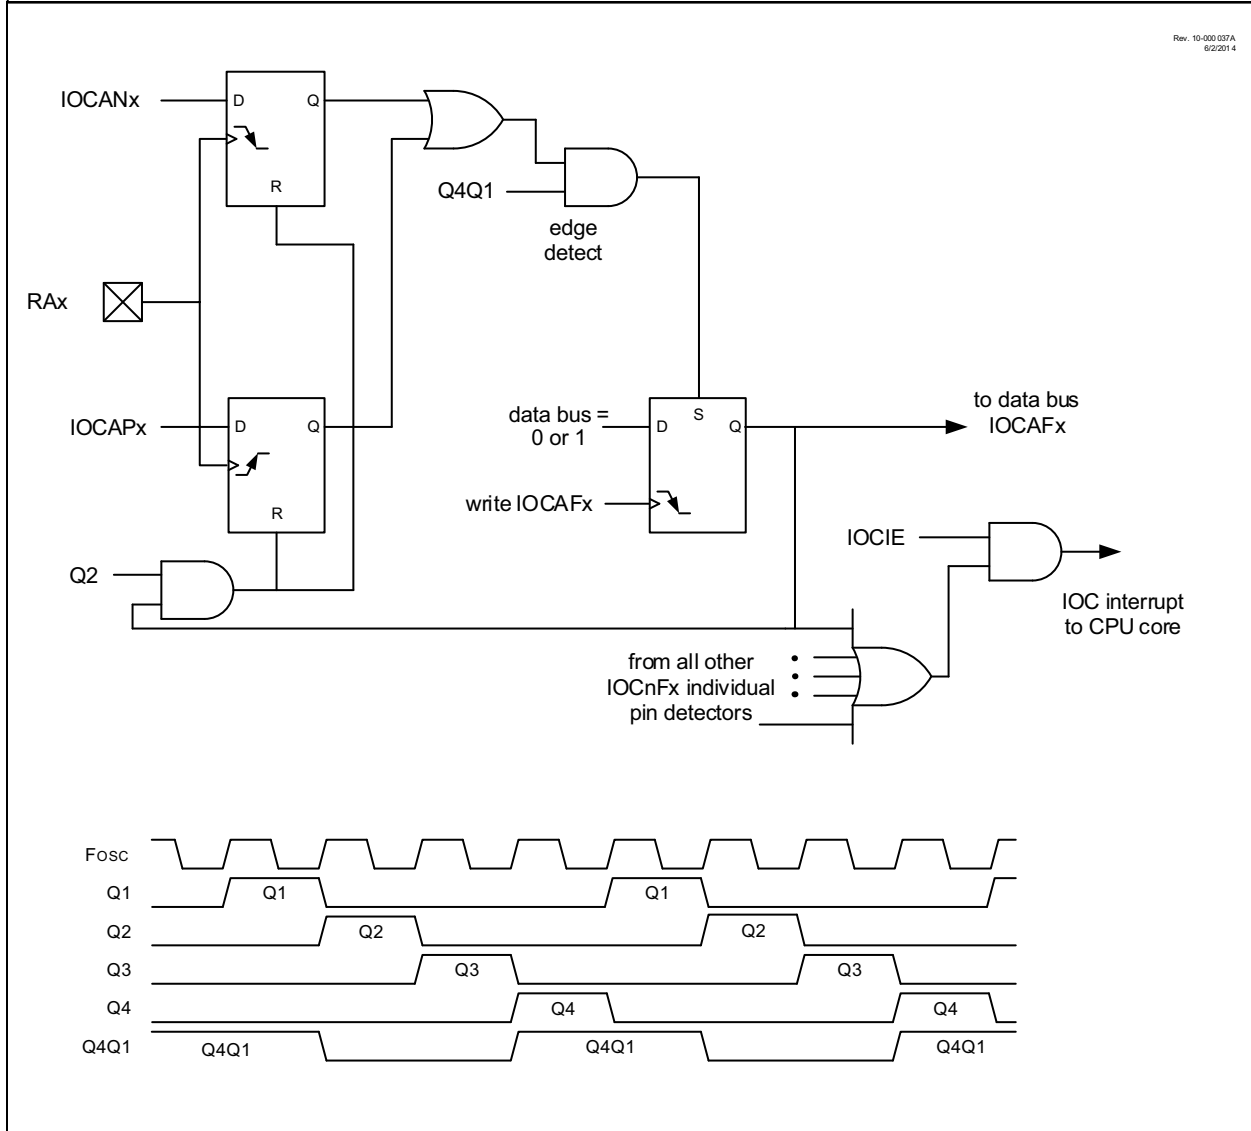 Rev. 10-000 037A
6/2/201 4
IOCANx
D
Q
R
Q4Q1
edge
detect
RAx
IOCAPx
D
Q
R
data bus =
0 or 1
S
D
Q
to data bus
IOCAFx
write IOCAFx
IOCIE
Q2
IOC interrupt
to CPU core
from all other
IOCnFx individual
pin detectors
FOSC
Q1
Q1
Q1
Q2
Q2
Q2
Q3
Q3
Q3
Q4
Q4
Q4
Q4Q1
Q4Q1
Q4Q1
Q4Q1